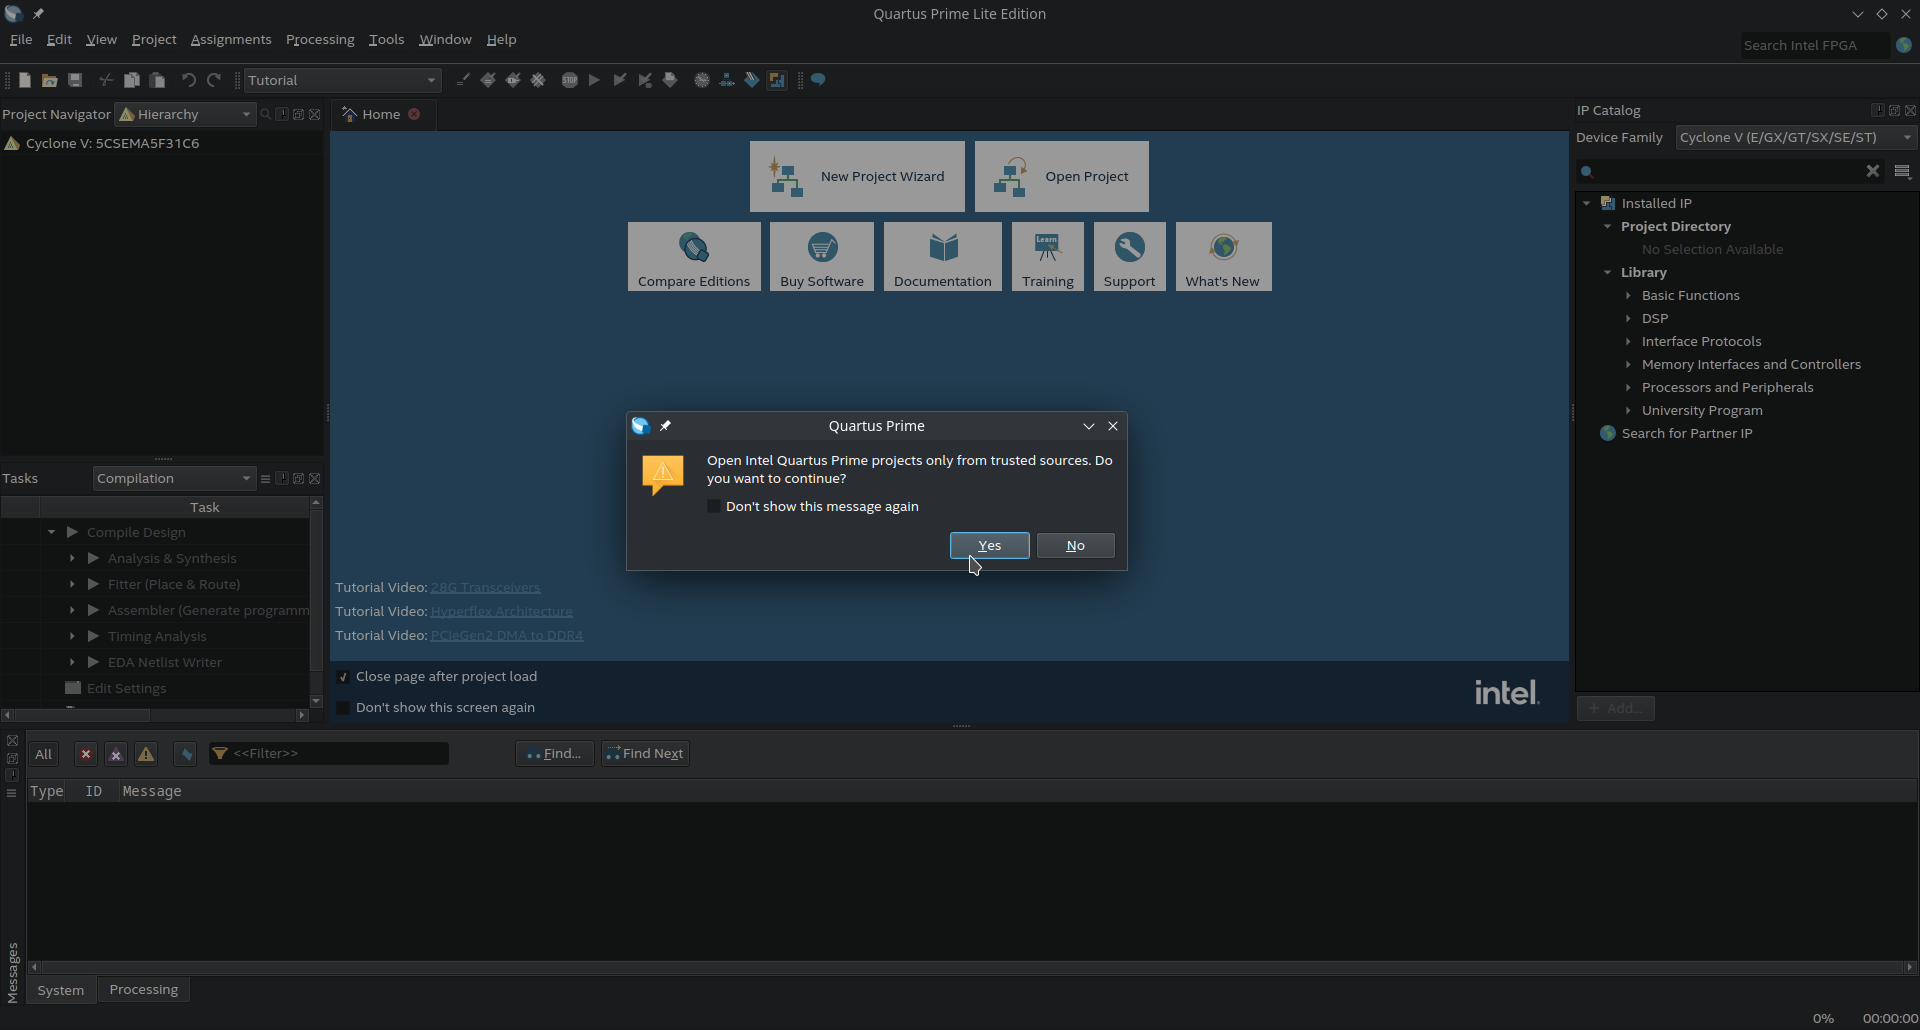 Quartus Prime Lite Edition
File Edit View Project Assignments Processing Tools Window Help
Search Intel FPGA
Tutorial
STOP
Project Navigator Hierarchy
Cyclone V: 5CSEMA5F31C6
Home
New Project Wizard
Open Project
Compare Editions
Buy Software
Documentation
Learn
Training
Support
What's New
IP Catalog
Device Family Cyclone V (E/GX/GT/SX/SE/ST)
Installed IP
Project Directory
No Selection Available
Library
Basic Functions
DSP
Interface Protocols
Memory Interfaces and Controllers
Processors and Peripherals
University Program
Search for Partner IP
+ Add...
Quartus Prime
Open Intel Quartus Prime projects only from trusted sources. Do
you want to continue?
Don't show this message again
Yes
No
Tasks Compilation
Task
Compile Design
Analysis & Synthesis
Fitter (Place & Route)
Assembler (Generate programm
Timing Analysis
EDA Netlist Writer
Edit Settings
Tutorial Video: 28G Transceivers
Tutorial Video: Hyperflex Architecture
Tutorial Video: PCIeGen2 DMA to DDR4
Close page after project load
Don't show this screen again
intel.
All
<<Filter>>
Find...
Find Next
Type ID Message
Messages
System Processing
0% 00:00:00